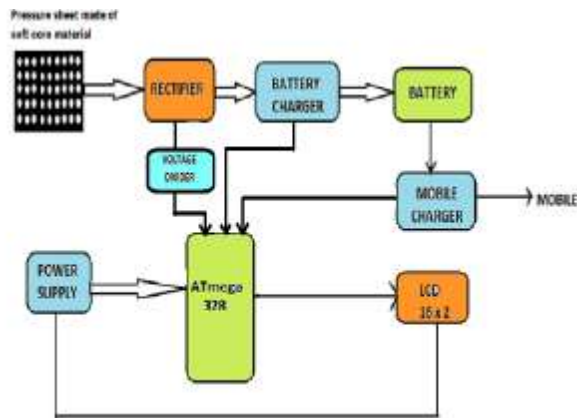 Pressure sheet made of
soft core material
RECTIFIER
BATTERY
CHARGER
BATTERY
VOLTAGE
DIVIDER
MOBILE
CHARGER
MOBILE
POWER
SUPPLY
ATmega
328
LCD
16 x 2